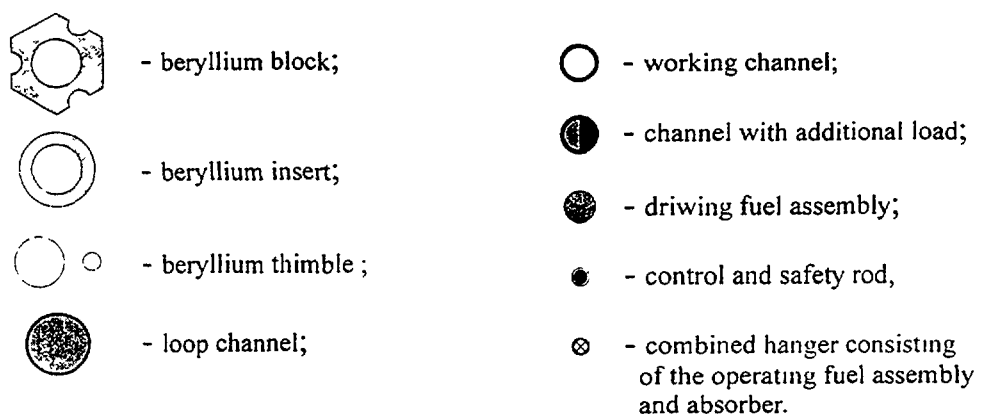 - beryllium block;
- beryllium insert;
- beryllium thimble ;
- loop channel;
- working channel;
- channel with additional load;
- driwing fuel assembly;
- control and safety rod,
- combined hanger consisting
of the operating fuel assembly
and absorber.